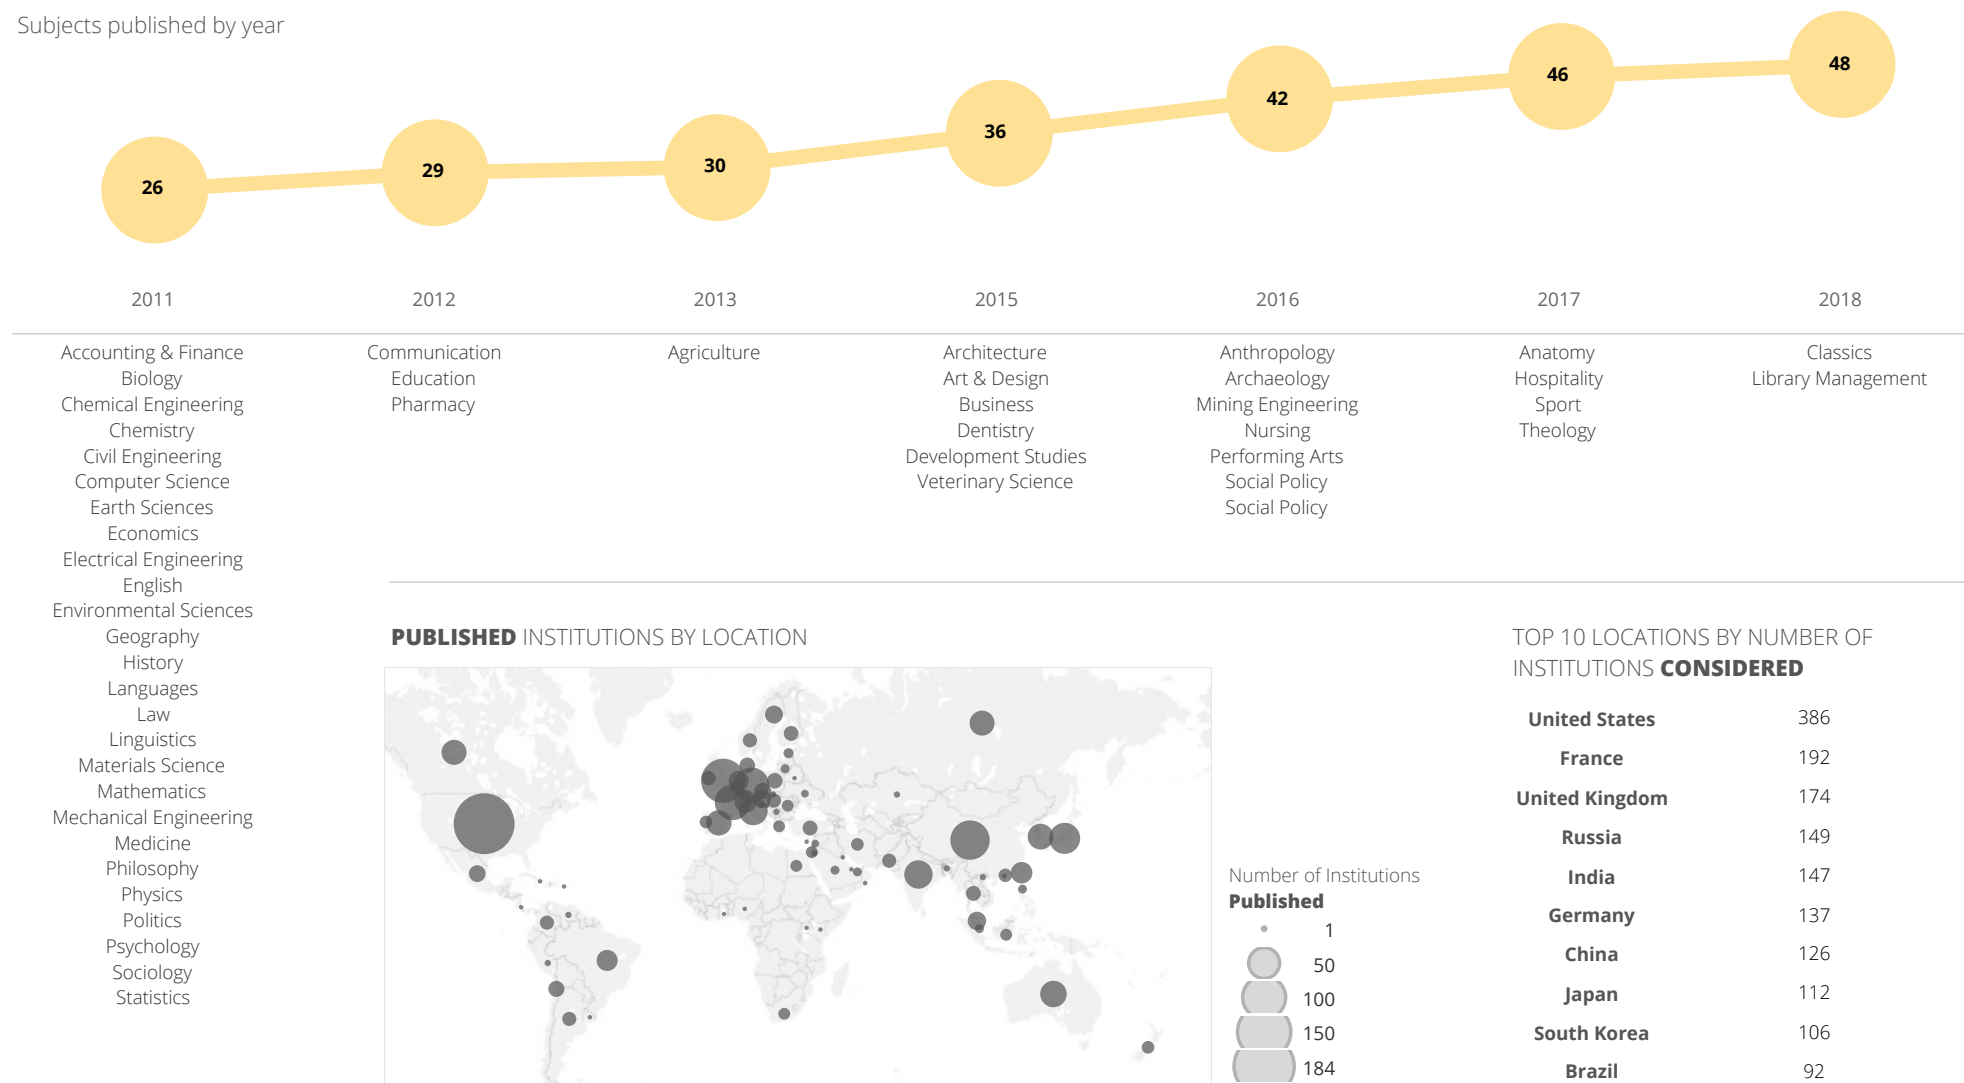 Subjects published by year
26
29
30
36
42
46
48
2011
2012
2013
2015
2016
2017
2018
Accounting & Finance
Biology
Chemical Engineering
Chemistry
Civil Engineering
Computer Science
Earth Sciences
Economics
Electrical Engineering
English
Environmental Sciences
Geography
History
Languages
Law
Linguistics
Materials Science
Mathematics
Mechanical Engineering
Medicine
Philosophy
Physics
Politics
Psychology
Sociology
Statistics
Communication
Education
Pharmacy
Agriculture
Architecture
Art & Design
Business
Dentistry
Development Studies
Veterinary Science
Anthropology
Archaeology
Mining Engineering
Nursing
Performing Arts
Social Policy
Social Policy
Anatomy
Hospitality
Sport
Theology
Classics
Library Management
PUBLISHED INSTITUTIONS BY LOCATION
Number of Institutions
Published
1
50
100
150
184
TOP 10 LOCATIONS BY NUMBER OF
INSTITUTIONS CONSIDERED
United States 386
France 192
United Kingdom 174
Russia 149
India 147
Germany 137
China 126
Japan 112
South Korea 106
Brazil 92